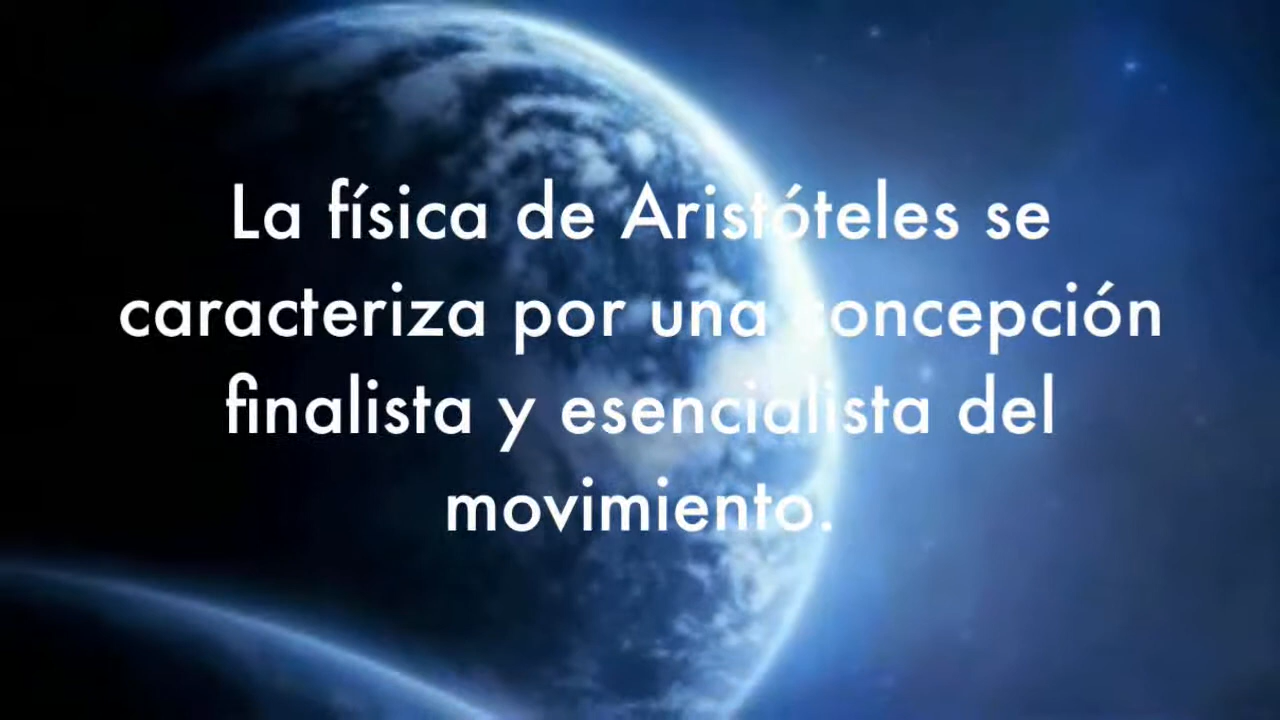 La física de Aristóteles se
caracteriza por una concepción
finalista y esencialista del
movimiento.